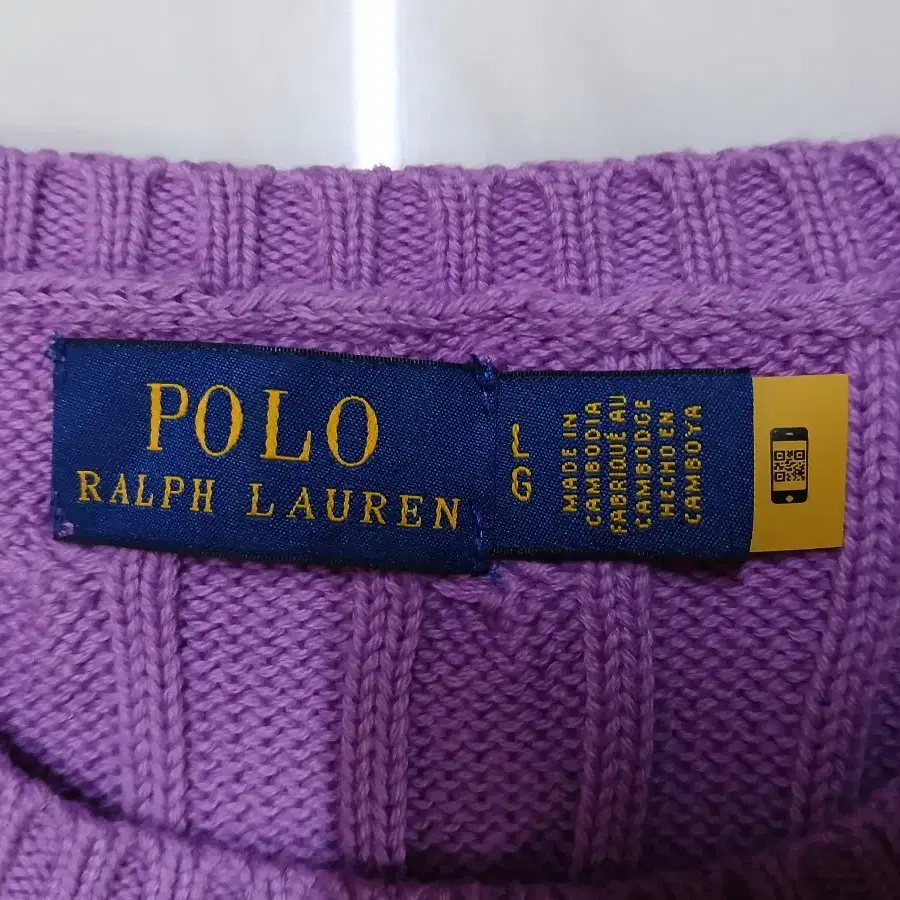 POLO
RALPH LAUREN
L
G
MADE IN
CAMBODIA
FABRIQUÉ AU
CAMBODGE
HECHO EN
CAMBOYA